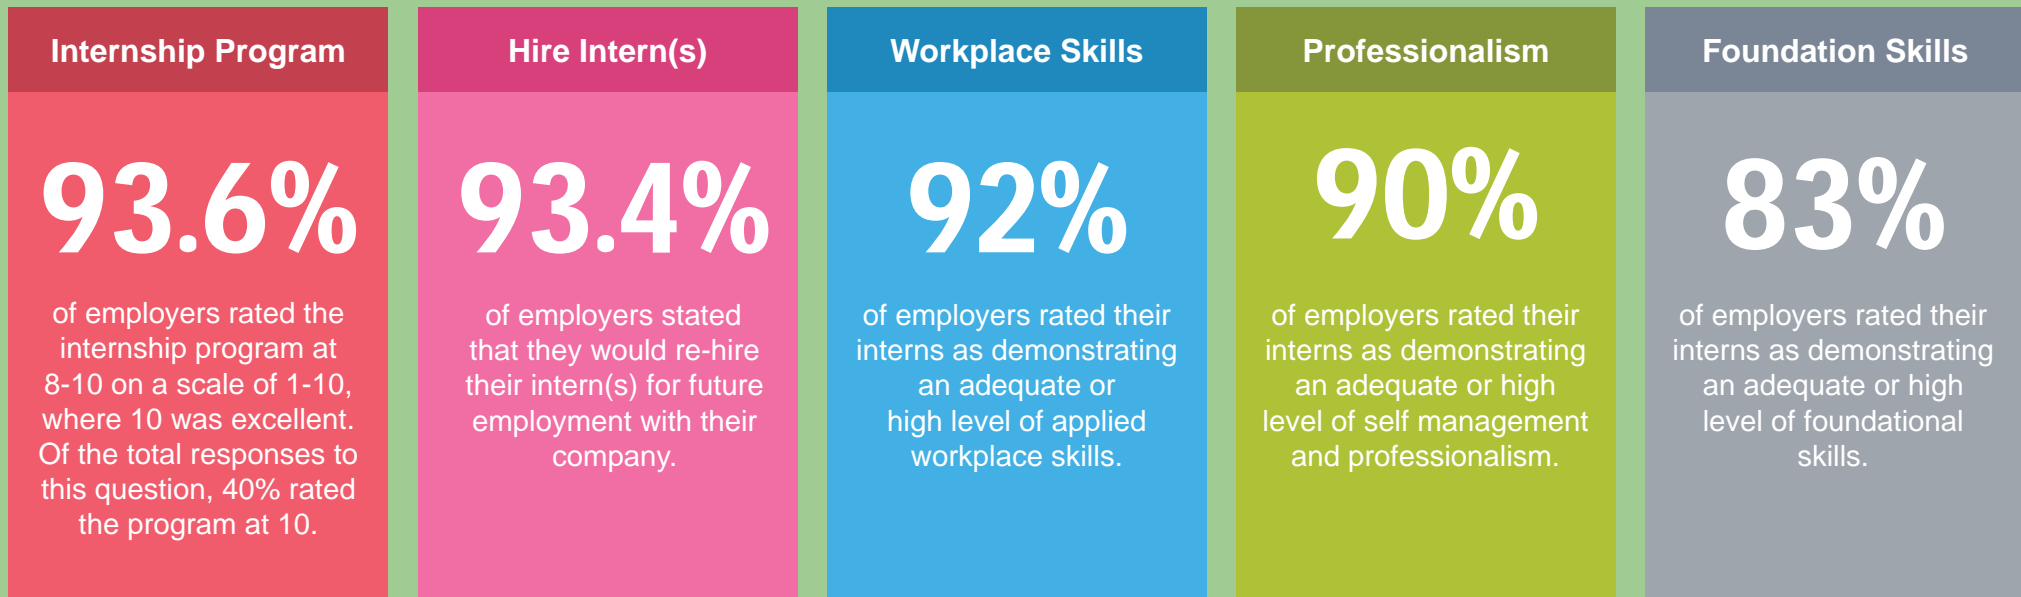 Internship Program
93.6%
of employers rated the
internship program at
8-10 on a scale of 1-10,
where 10 was excellent.
Of the total responses to
this question, 40% rated
the program at 10.
Hire Intern(s)
93.4%
of employers stated
that they would re-hire
their intern(s) for future
employment with their
company.
Workplace Skills
92%
of employers rated their
interns as demonstrating
an adequate or
high level of applied
workplace skills.
Professionalism
90%
of employers rated their
interns as demonstrating
an adequate or high
level of self management
and professionalism.
Foundation Skills
83%
of employers rated their
interns as demonstrating
an adequate or high
level of foundational
skills.